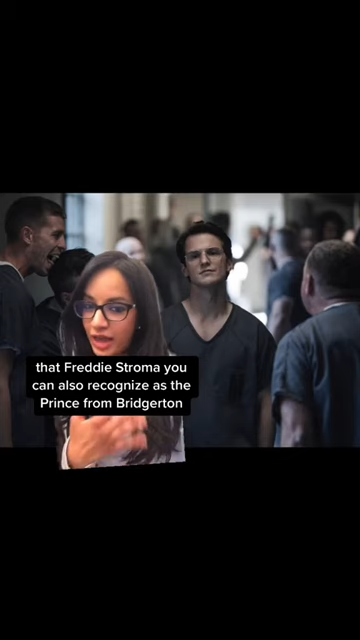 that Freddie Stroma you
can also recognize as the
Prince from Bridgerton